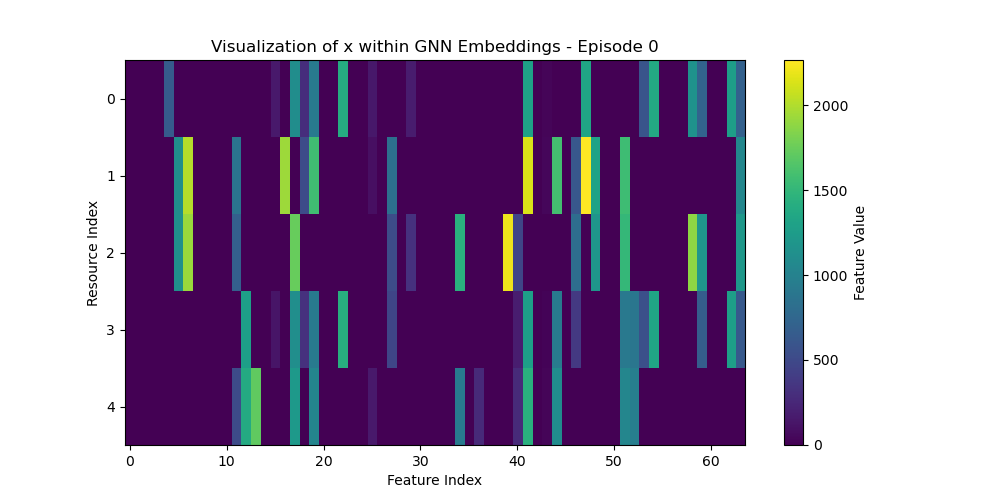 Visualization of x within GNN Embeddings - Episode 0
Resource Index
0
1
2
3
4
0 10 20 30 40 50 60
Feature Index
2000
1500
1000
500
0
Feature Value